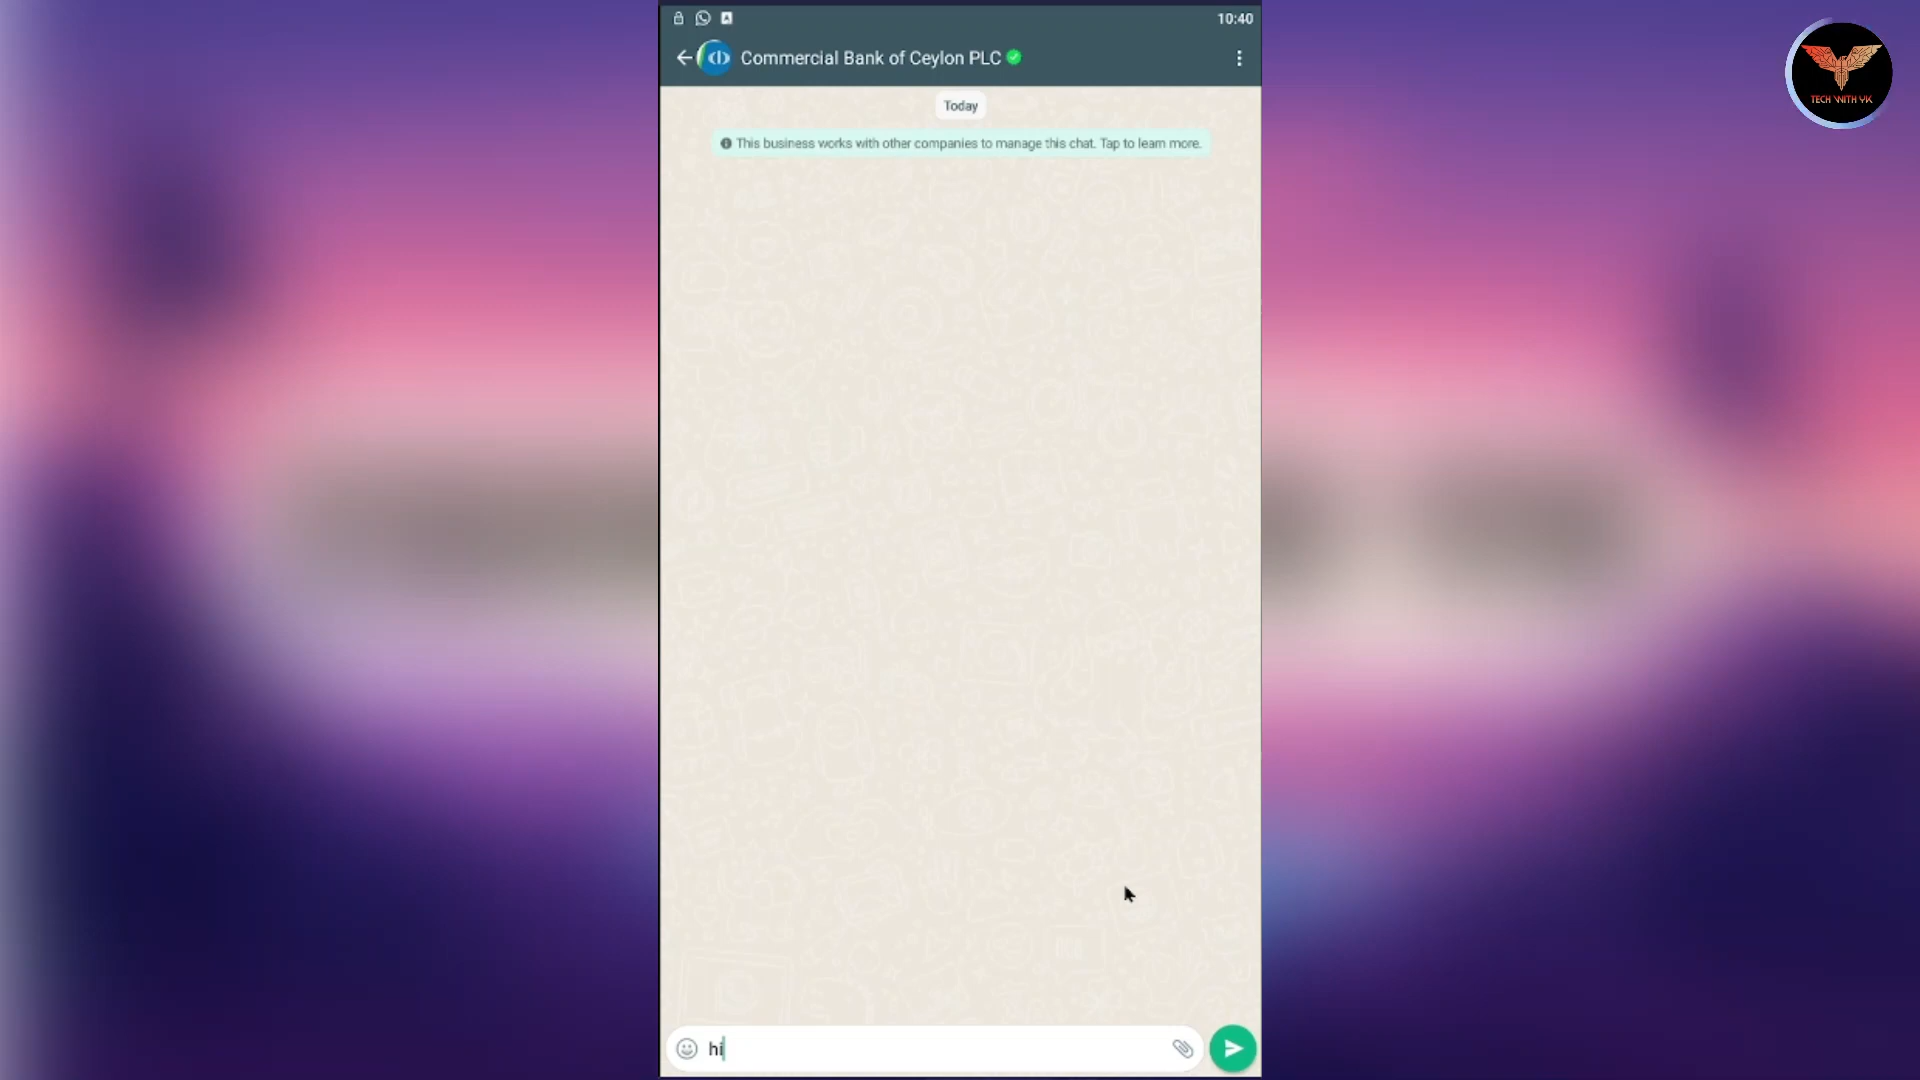 10:40
Commercial Bank of Ceylon PLC
Today
This business works with other companies to manage this chat. Tap to learn more.
hi
TECH WITH YK